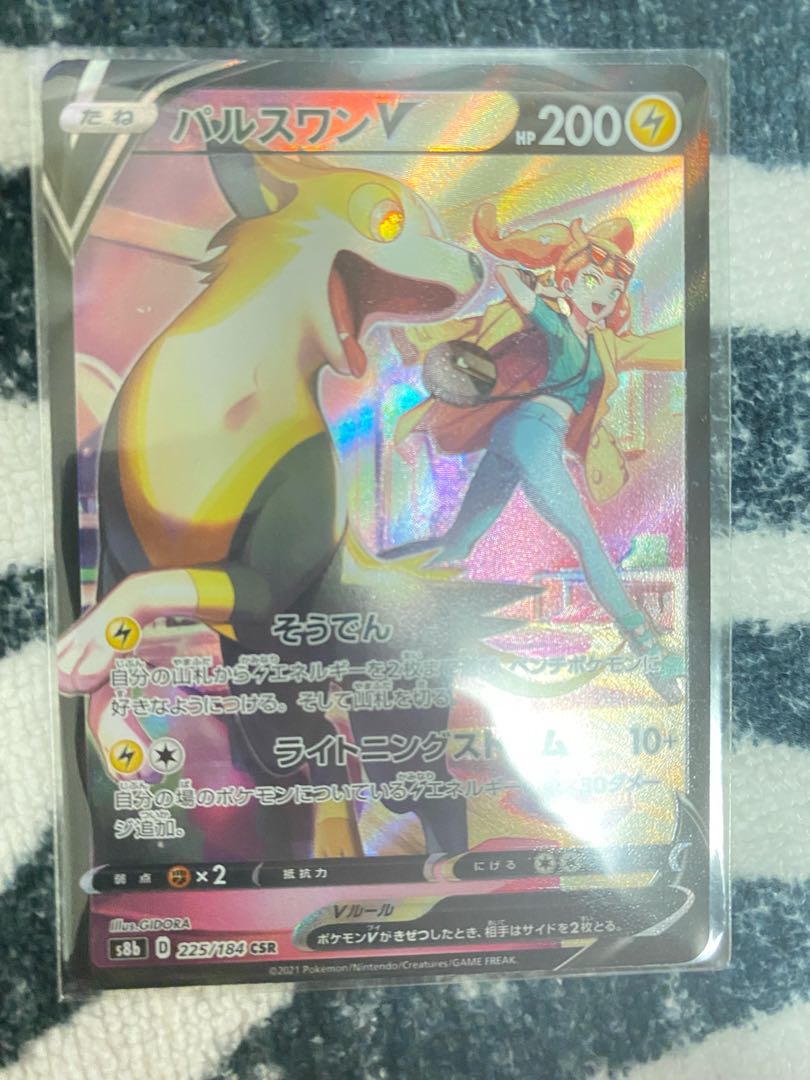 たね
パルスワンV
HP 200
そうでん
自分の山札からエネルギーを2枚 ベンチポケモンに
好きなようにつける。そして山札を切る
ライトニングスト ム 10+
自分の場のポケモンについているエネルギー 30ダメー
ジ追加。
弱点 ×2 抵抗力 にげる
Vルール
Illus. GIDORA
ポケモンVがきぜつしたとき、相手はサイドを2枚とる。
s8b D 225/184 CSR
©2021 Pokémon/Nintendo/Creatures/GAME FREAK.